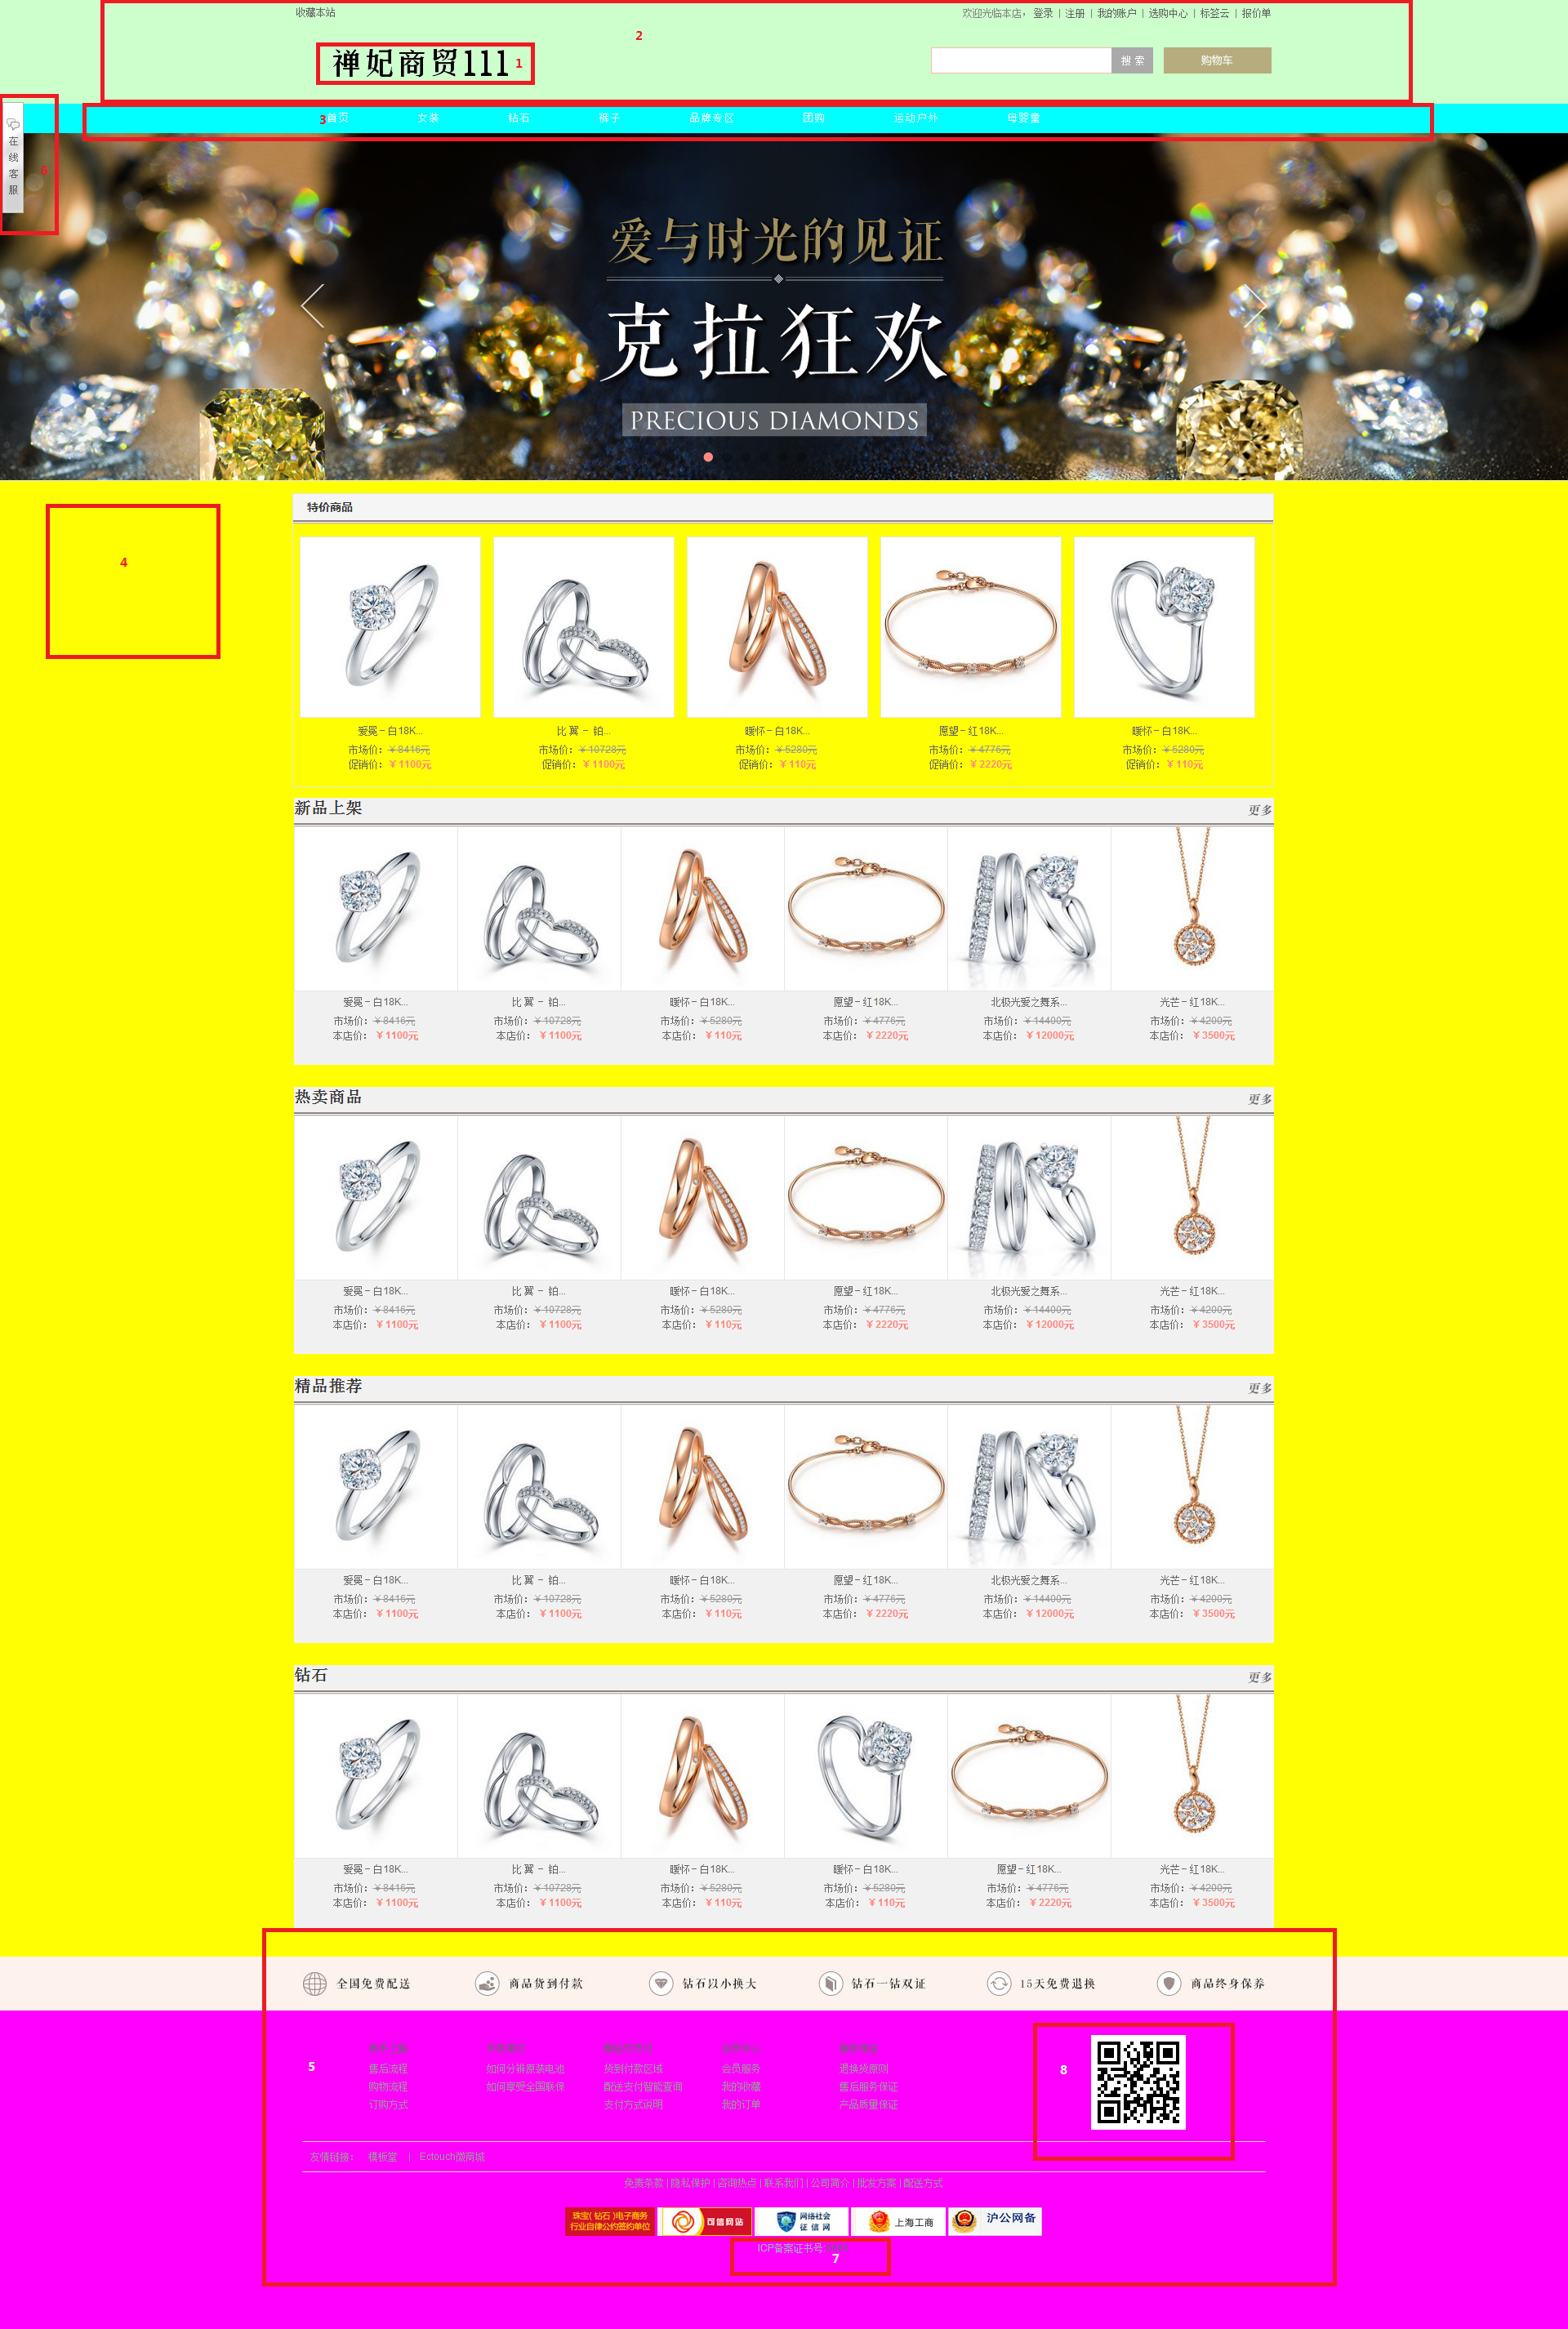 收藏本站
欢迎光临本店， 登录 | 注册 | 我的账户 | 选购中心 | 标签云 | 报价单
2
禅妃商贸111 1
搜 索
购物车
3首页 女装 钻石 裤子 品牌专区 团购 运动户外 母婴童
在线客服
6
爱与时光的见证
克拉狂欢
PRECIOUS DIAMONDS
特价商品
4
爱冕-白18K... 比 翼 - 铂... 暖怀-白18K... 愿望-红18K... 暖怀-白18K...
市场价：￥8416元 市场价：￥10728元 市场价：￥5280元 市场价：￥4776元 市场价：￥5280元
促销价：￥1100元 促销价：￥1100元 促销价：￥110元 促销价：￥2220元 促销价：￥110元
新品上架 更多
爱冕-白18K... 比 翼 - 铂... 暖怀-白18K... 愿望-红18K... 北极光爱之舞系... 光芒-红18K...
市场价：￥8416元 市场价：￥10728元 市场价：￥5280元 市场价：￥4776元 市场价：￥14400元 市场价：￥4200元
本店价： ￥1100元 本店价： ￥1100元 本店价： ￥110元 本店价： ￥2220元 本店价： ￥12000元 本店价： ￥3500元
热卖商品 更多
爱冕-白18K... 比 翼 - 铂... 暖怀-白18K... 愿望-红18K... 北极光爱之舞系... 光芒-红18K...
市场价：￥8416元 市场价：￥10728元 市场价：￥5280元 市场价：￥4776元 市场价：￥14400元 市场价：￥4200元
本店价： ￥1100元 本店价： ￥1100元 本店价： ￥110元 本店价： ￥2220元 本店价： ￥12000元 本店价： ￥3500元
精品推荐 更多
爱冕-白18K... 比 翼 - 铂... 暖怀-白18K... 愿望-红18K... 北极光爱之舞系... 光芒-红18K...
市场价：￥8416元 市场价：￥10728元 市场价：￥5280元 市场价：￥4776元 市场价：￥14400元 市场价：￥4200元
本店价： ￥1100元 本店价： ￥1100元 本店价： ￥110元 本店价： ￥2220元 本店价： ￥12000元 本店价： ￥3500元
钻石 更多
爱冕-白18K... 比 翼 - 铂... 暖怀-白18K... 暖怀-白18K... 愿望-红18K... 光芒-红18K...
市场价：￥8416元 市场价：￥10728元 市场价：￥5280元 市场价：￥5280元 市场价：￥4776元 市场价：￥4200元
本店价： ￥1100元 本店价： ￥1100元 本店价： ￥110元 本店价： ￥110元 本店价： ￥2220元 本店价： ￥3500元
全国免费配送 商品货到付款 钻石以小换大 钻石一钻双证 15天免费退换 商品终身保养
5
售后流程 如何分辨原装电池 货到付款区域 会员服务 退换货原则
8
购物流程 如何享受全国联保 配送支付智能查询 我的收藏 售后服务保证
订购方式 支付方式说明 我的订单 产品质量保证
友情链接： 模板堂 | Ectouch微商城
免责条款 | 隐私保护 | 咨询热点 | 联系我们 | 公司简介 | 批发方案 | 配送方式
珠宝( 钻石 )电子商务
行业自律公约签约单位
可信网站
网络社会
征 信 网
上海工商
沪公网备
ICP备案证书号:
7